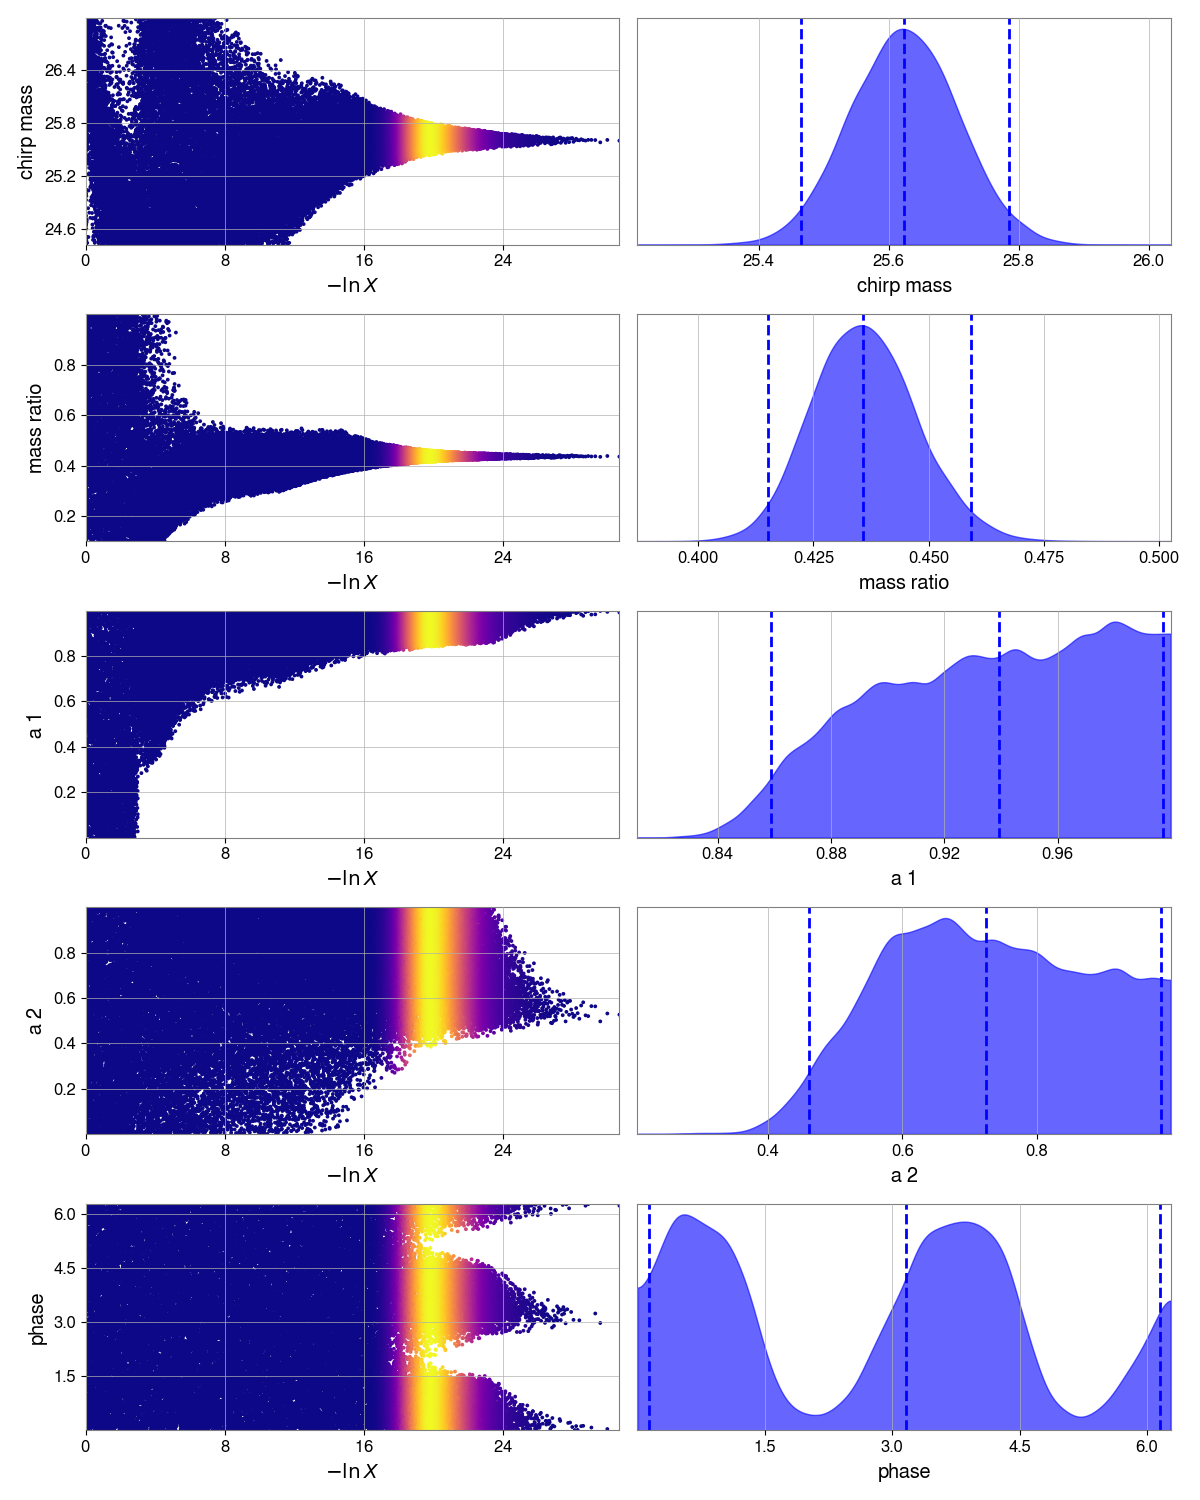 chirp mass
26.4
25.8
25.2
24.6
0 8 16 24
−ln X
25.4 25.6 25.8 26.0
chirp mass
mass ratio
0.8
0.6
0.4
0.2
0 8 16 24
−ln X
0.400 0.425 0.450 0.475 0.500
mass ratio
a 1
0.8
0.6
0.4
0.2
0 8 16 24
−ln X
0.84 0.88 0.92 0.96
a 1
a 2
0.8
0.6
0.4
0.2
0 8 16 24
−ln X
0.4 0.6 0.8
a 2
phase
6.0
4.5
3.0
1.5
0 8 16 24
−ln X
1.5 3.0 4.5 6.0
phase